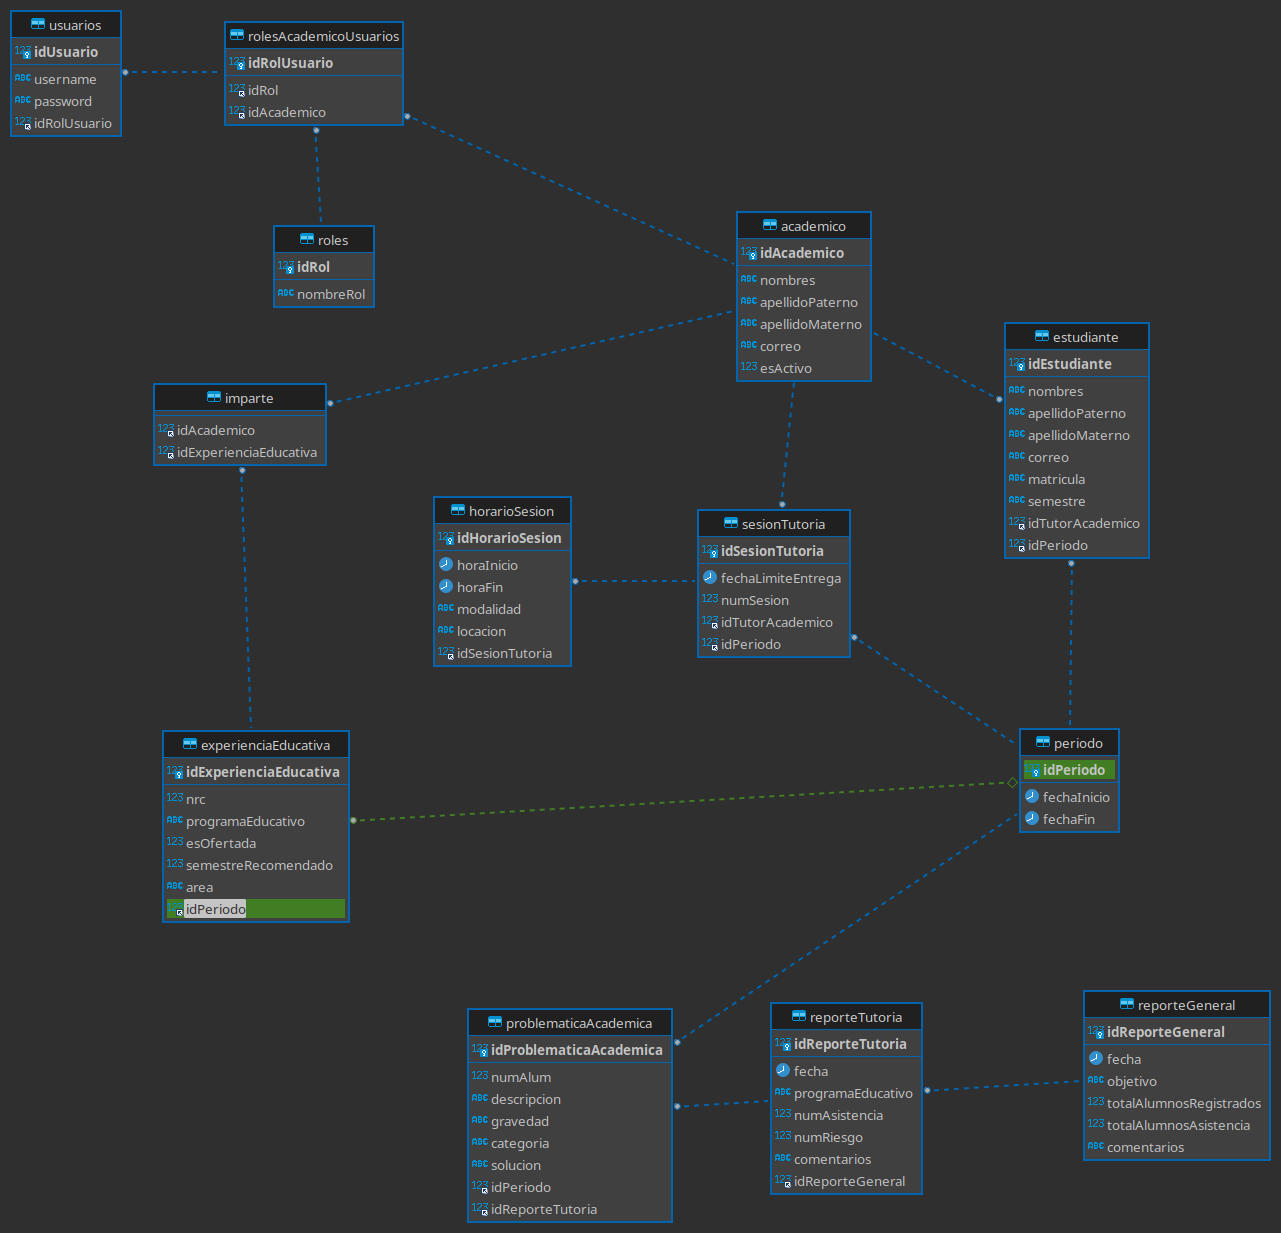 usuarios
idUsuario
username
password
idRolUsuario
rolesAcademicoUsuarios
idRolUsuario
idRol
idAcademico
roles
idRol
nombreRol
academico
idAcademico
nombres
apellidoPaterno
apellidoMaterno
correo
esActivo
estudiante
idEstudiante
nombres
apellidoPaterno
apellidoMaterno
correo
matricula
semestre
idTutorAcademico
idPeriodo
imparte
idAcademico
idExperienciaEducativa
horarioSesion
idHorarioSesion
horaInicio
horaFin
modalidad
locacion
idSesionTutoria
sesionTutoria
idSesionTutoria
fechaLimiteEntrega
numSesion
idTutorAcademico
idPeriodo
experienciaEducativa
idExperienciaEducativa
nrc
programaEducativo
esOfertada
semestreRecomendado
area
idPeriodo
periodo
idPeriodo
fechaInicio
fechaFin
problematicaAcademica
idProblematicaAcademica
numAlum
descripcion
gravedad
categoria
solucion
idPeriodo
idReporteTutoria
reporteTutoria
idReporteTutoria
fecha
programaEducativo
numAsistencia
numRiesgo
comentarios
idReporteGeneral
reporteGeneral
idReporteGeneral
fecha
objetivo
totalAlumnosRegistrados
totalAlumnosAsistencia
comentarios